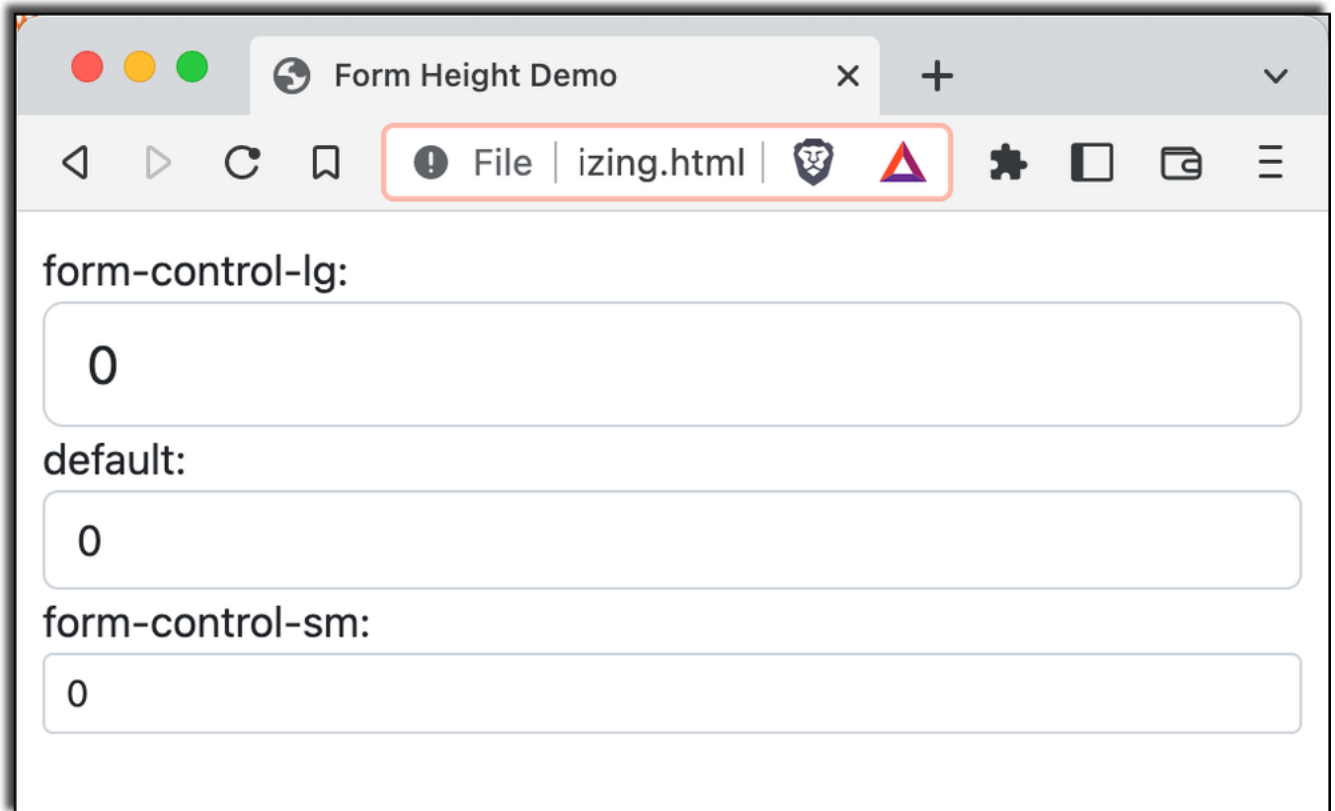 Form Height Demo
File izing.html
form-control-lg:
0
default:
0
form-control-sm:
0